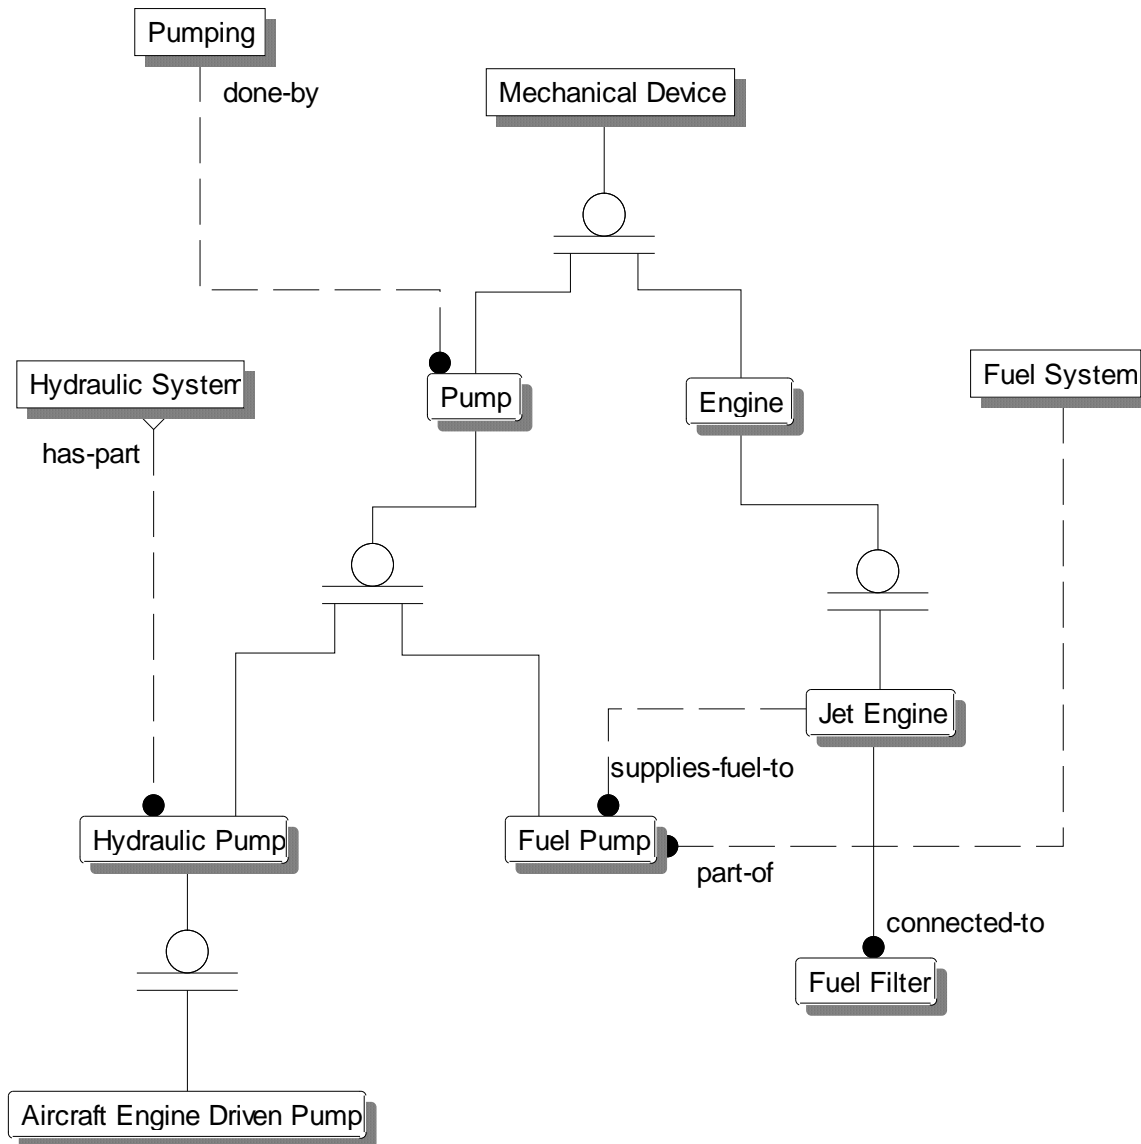 Pumping
done-by
Mechanical Device
Hydraulic System
has-part
Pump
Engine
Fuel System
Jet Engine
supplies-fuel-to
Hydraulic Pump
Fuel Pump
part-of
connected-to
Fuel Filter
Aircraft Engine Driven Pump